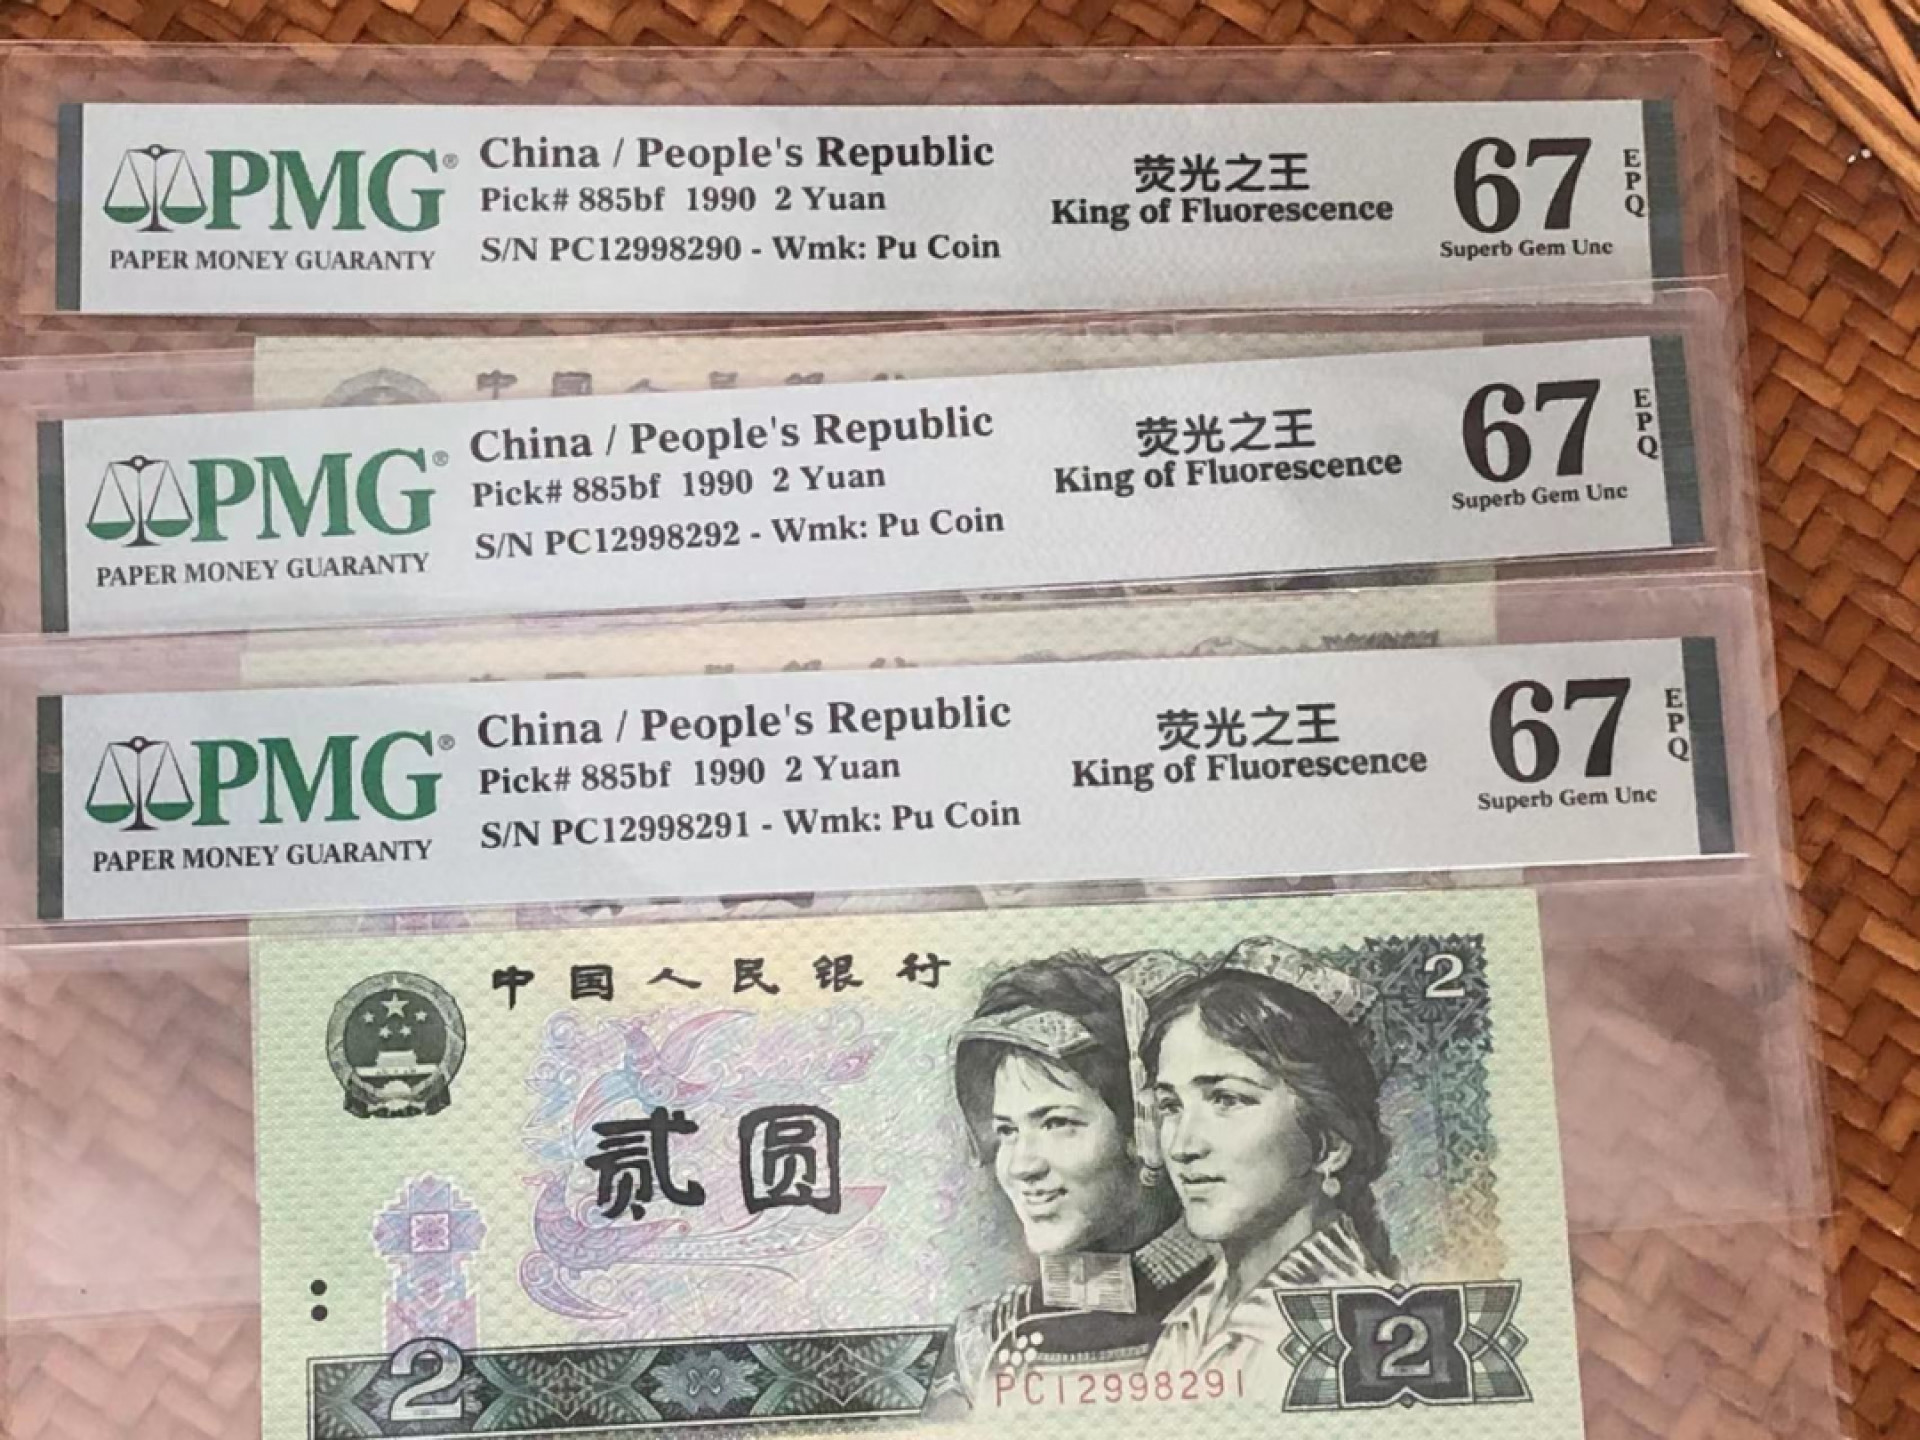 PMG®
PAPER MONEY GUARANTY
China / People's Republic
Pick# 885bf 1990 2 Yuan
S/N PC12998290 - Wmk: Pu Coin
荧光之王
King of Fluorescence
67
EPQ
Superb Gem Unc
PMG®
PAPER MONEY GUARANTY
China / People's Republic
Pick# 885bf 1990 2 Yuan
S/N PC12998292 - Wmk: Pu Coin
荧光之王
King of Fluorescence
67
EPQ
Superb Gem Unc
PMG®
PAPER MONEY GUARANTY
China / People's Republic
Pick# 885bf 1990 2 Yuan
S/N PC12998291 - Wmk: Pu Coin
荧光之王
King of Fluorescence
67
EPQ
Superb Gem Unc
中国人民银行
2
贰圆
2
2
PC12998291